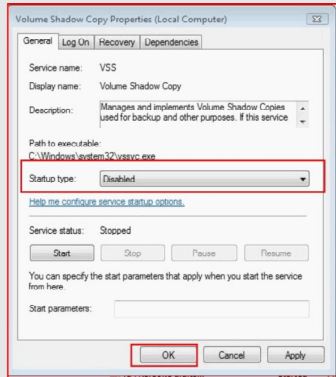 Volume Shadow Copy Properties (Local Computer)
General Log On Recovery Dependencies
Service name: VSS
Display name: Volume Shadow Copy
Description: Manages and implements Volume Shadow Copies
used for backup and other purposes. If this service
Path to executable:
C:\Windows\system32\vssvc.exe
Startup type: Disabled
Help me configure service startup options.
Service status: Stopped
Start Stop Pause Resume
You can specify the start parameters that apply when you start the service
from here.
Start parameters:
OK Cancel Apply